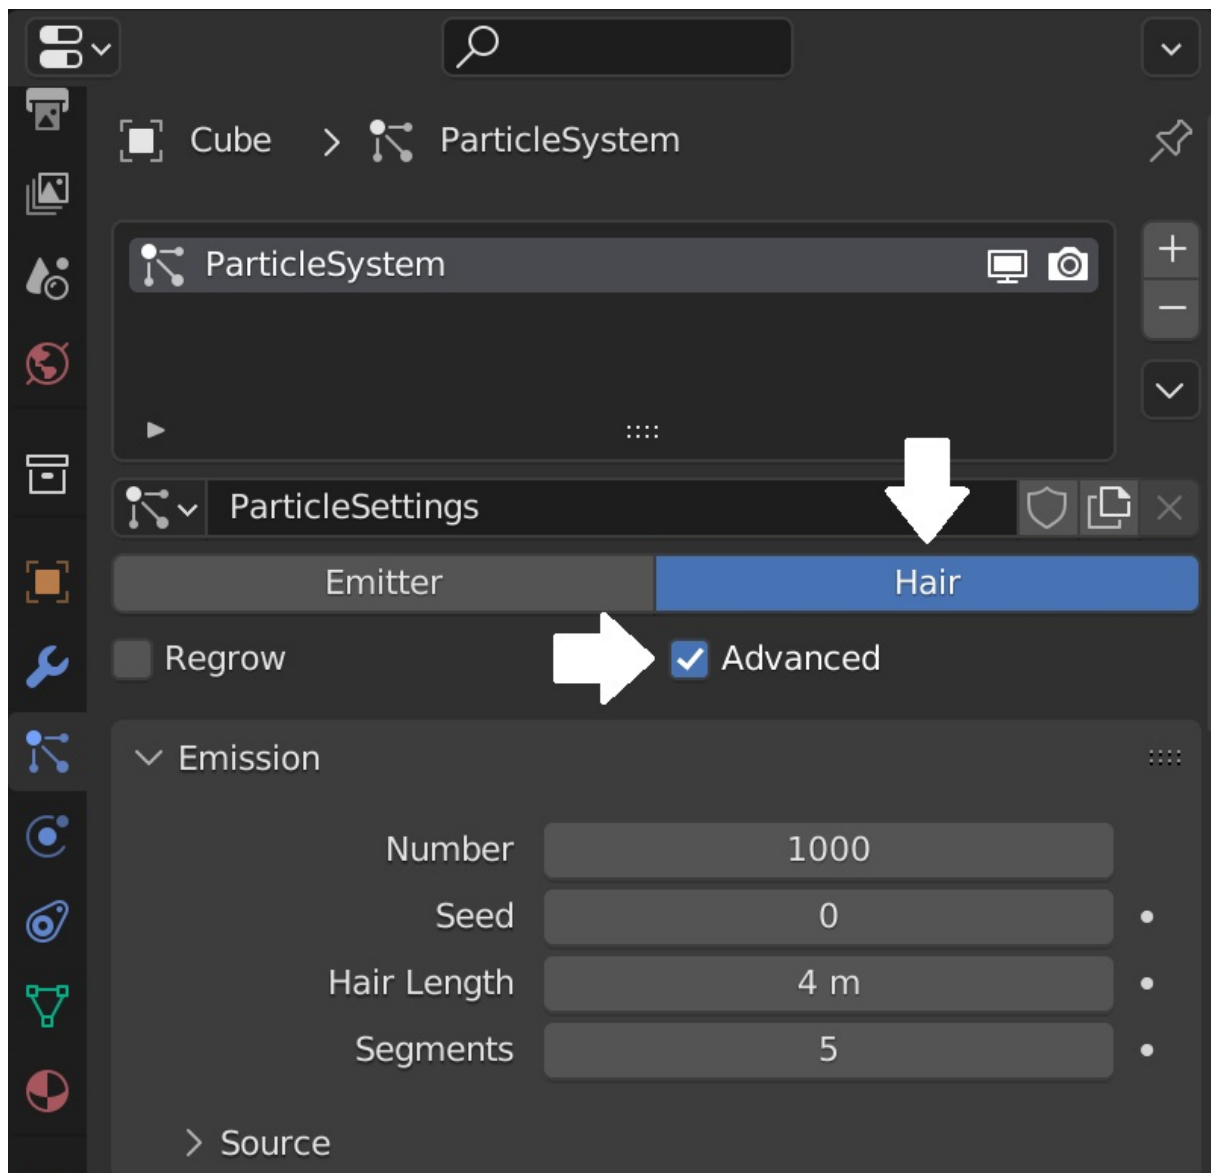 Cube > ParticleSystem
ParticleSystem
ParticleSettings
Emitter Hair
Regrow Advanced
Emission
Number 1000
Seed 0
Hair Length 4 m
Segments 5
Source